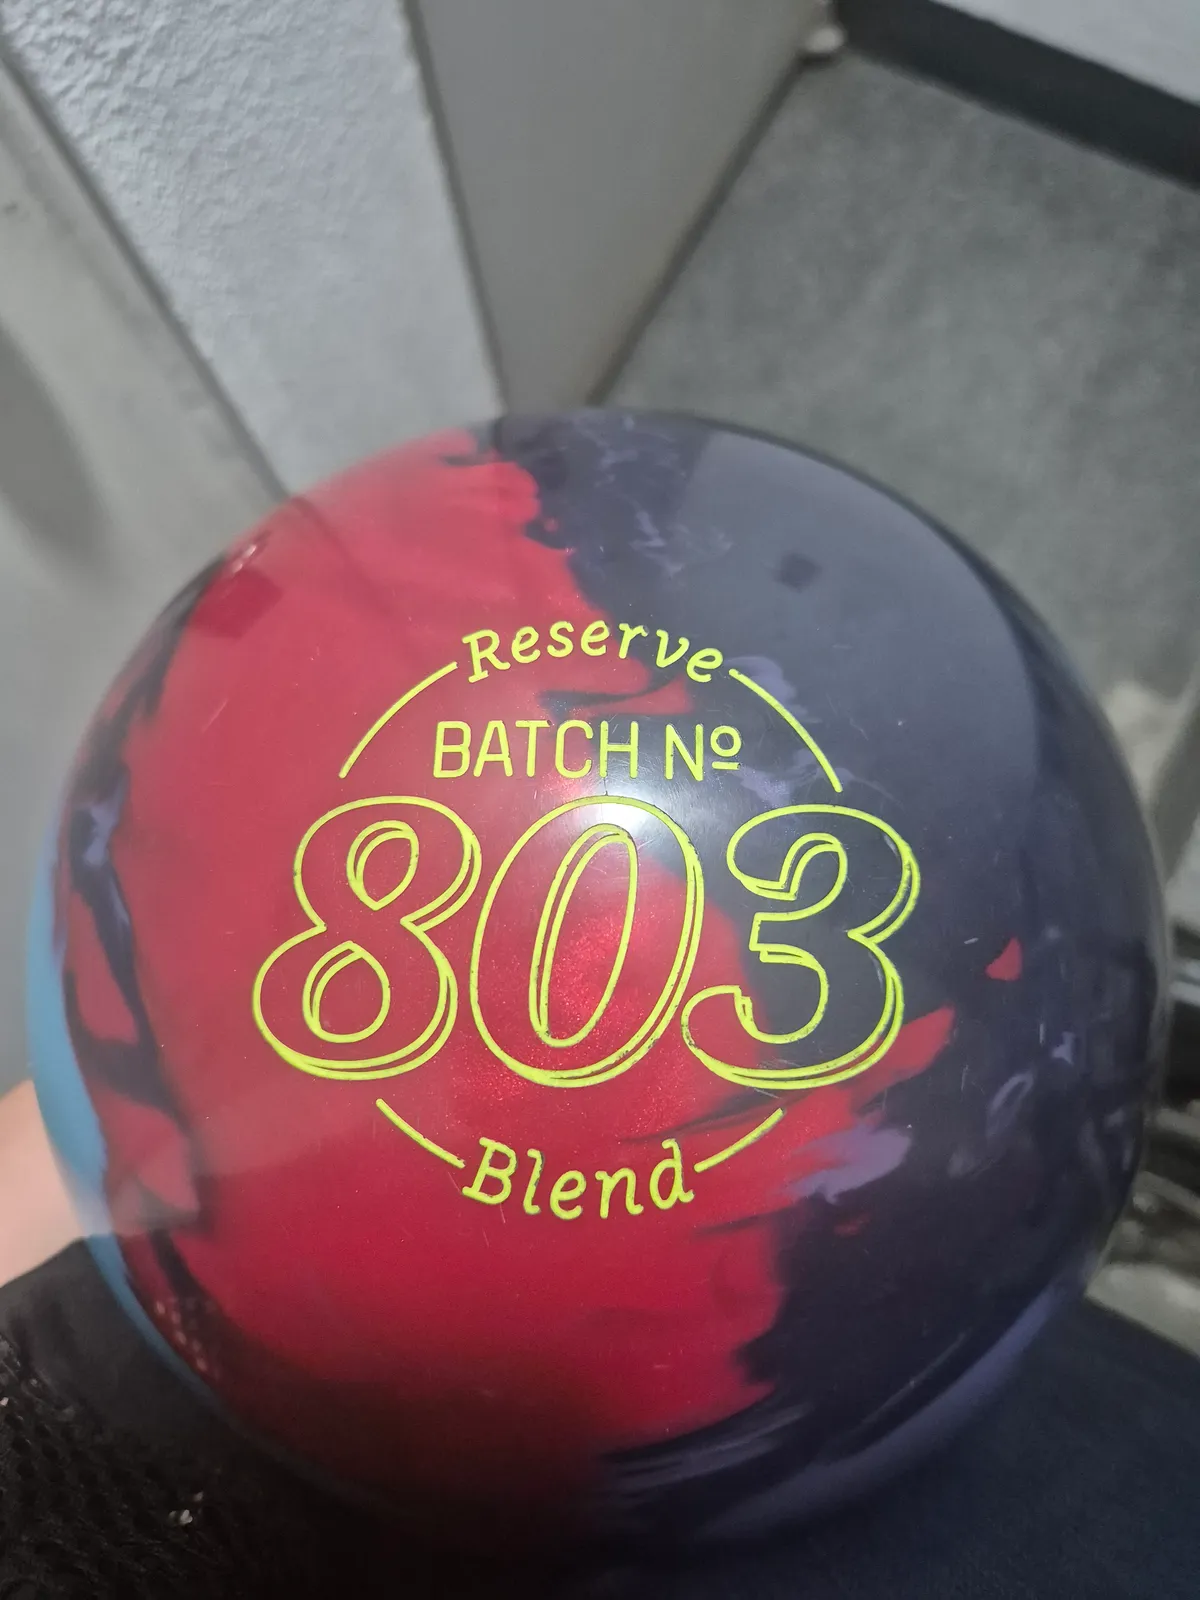 Reserve
BATCH Nº
803
Blend